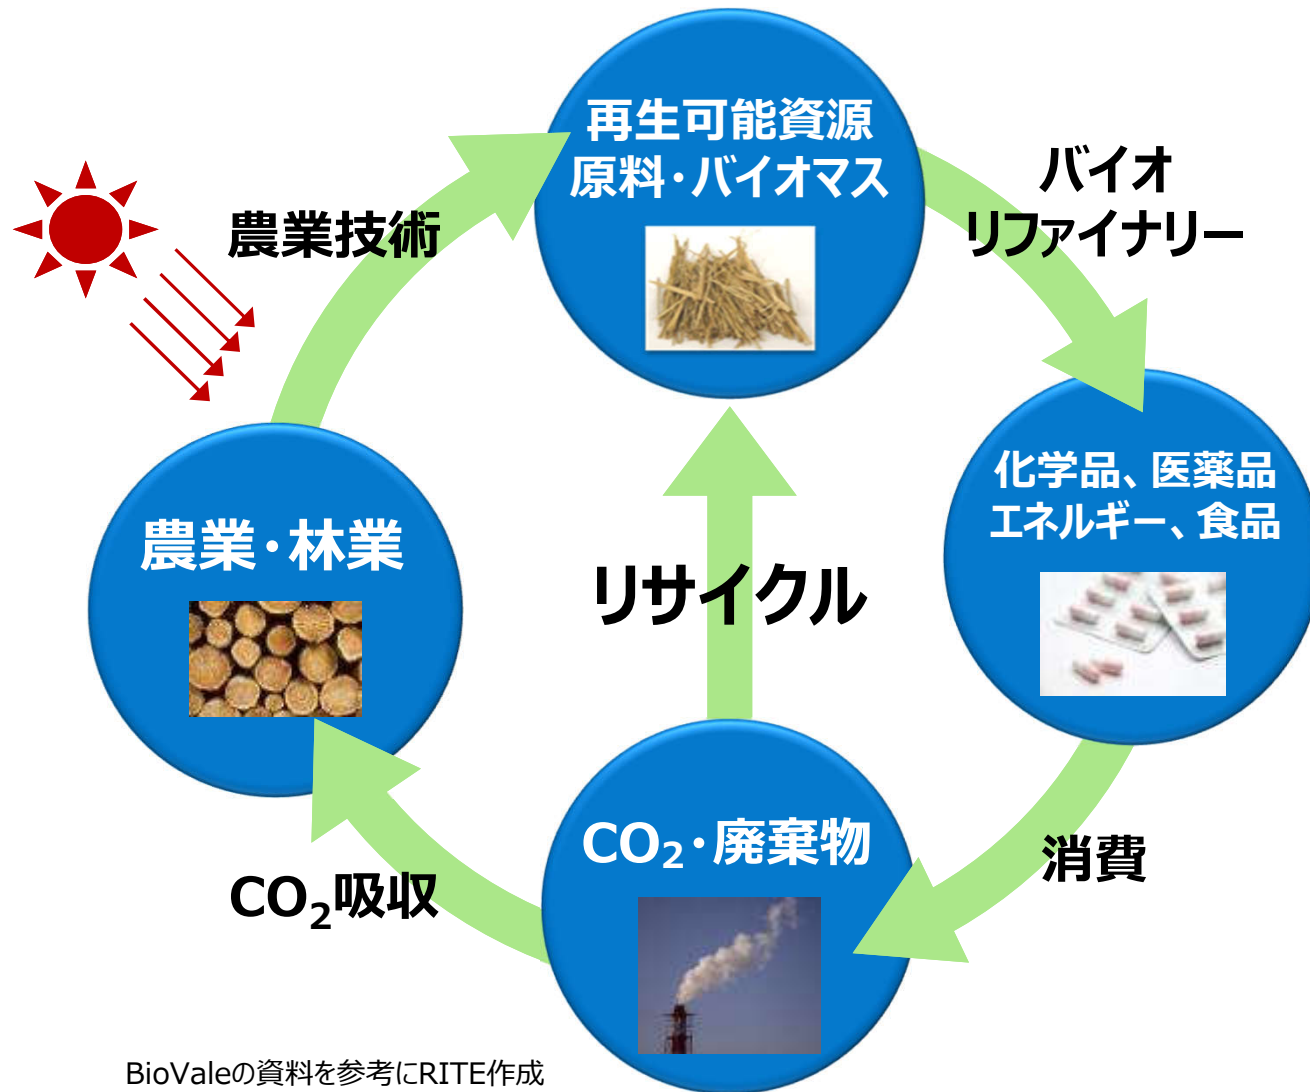 再生可能資源
原料・バイオマス
バイオ
リファイナリー
農業技術
化学品、医薬品
エネルギー、食品
農業・林業
リサイクル
CO₂・廃棄物
消費
CO₂吸収
BioValeの資料を参考にRITE作成